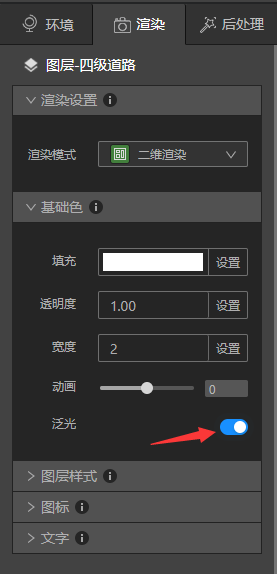 环境 渲染 后处理
图层-四级道路
渲染设置
渲染模式 二维渲染
基础色
填充 设置
透明度 1.00 设置
宽度 2 设置
动画 0
泛光
图层样式
图标
文字